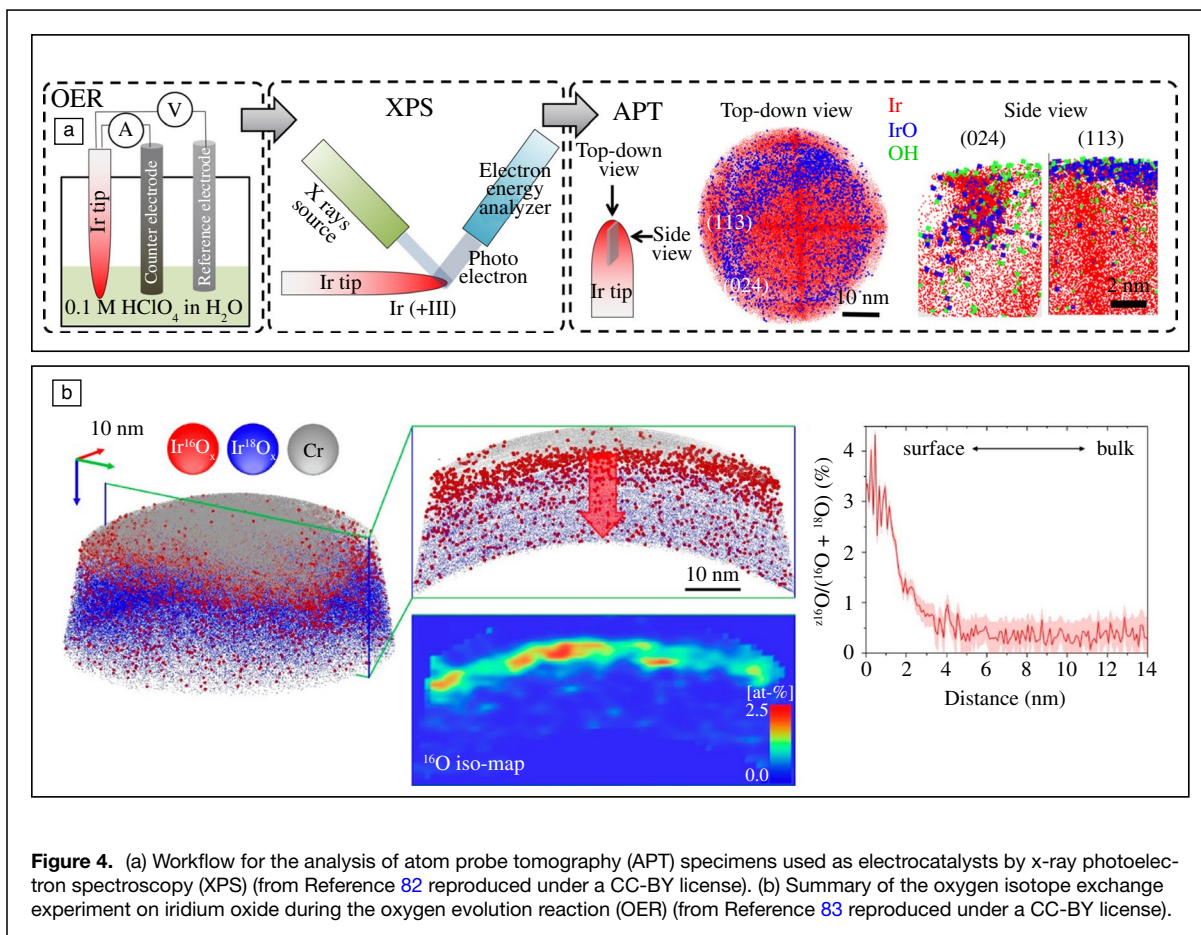 OER
a
V
A
Ir tip
Counter electrode
Reference electrode
0.1 M HClO₄ in H₂O
XPS
X rays
source
Electron
energy
analyzer
Photo
electron
Ir tip
Ir (+III)
APT
Top-down
view
Side
view
Ir tip
Top-down view
(113)
(024)
10 nm
Ir
IrO
OH
Side view
(024)
(113)
2 nm
b
10 nm
Ir¹⁶Oₓ
Ir¹⁸Oₓ
Cr
10 nm
¹⁶O iso-map
[at-%]
2.5
0.0
ᶻ¹⁶O/(¹⁶O + ¹⁸O) (%)
surface
bulk
4
3
2
1
0
0
2
4
6
8
10
12
14
Distance (nm)
Figure 4. (a) Workflow for the analysis of atom probe tomography (APT) specimens used as electrocatalysts by x-ray photoelec-
tron spectroscopy (XPS) (from Reference 82 reproduced under a CC-BY license). (b) Summary of the oxygen isotope exchange
experiment on iridium oxide during the oxygen evolution reaction (OER) (from Reference 83 reproduced under a CC-BY license).